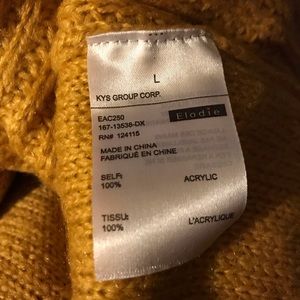 L
KYS GROUP CORP.
EAC250
167-13538-DX
RN# 124115
Elodie
MADE IN CHINA
FABRIQUÉ EN CHINE
SELF: ACRYLIC
100%
TISSU: L'ACRYLIQUE
100%